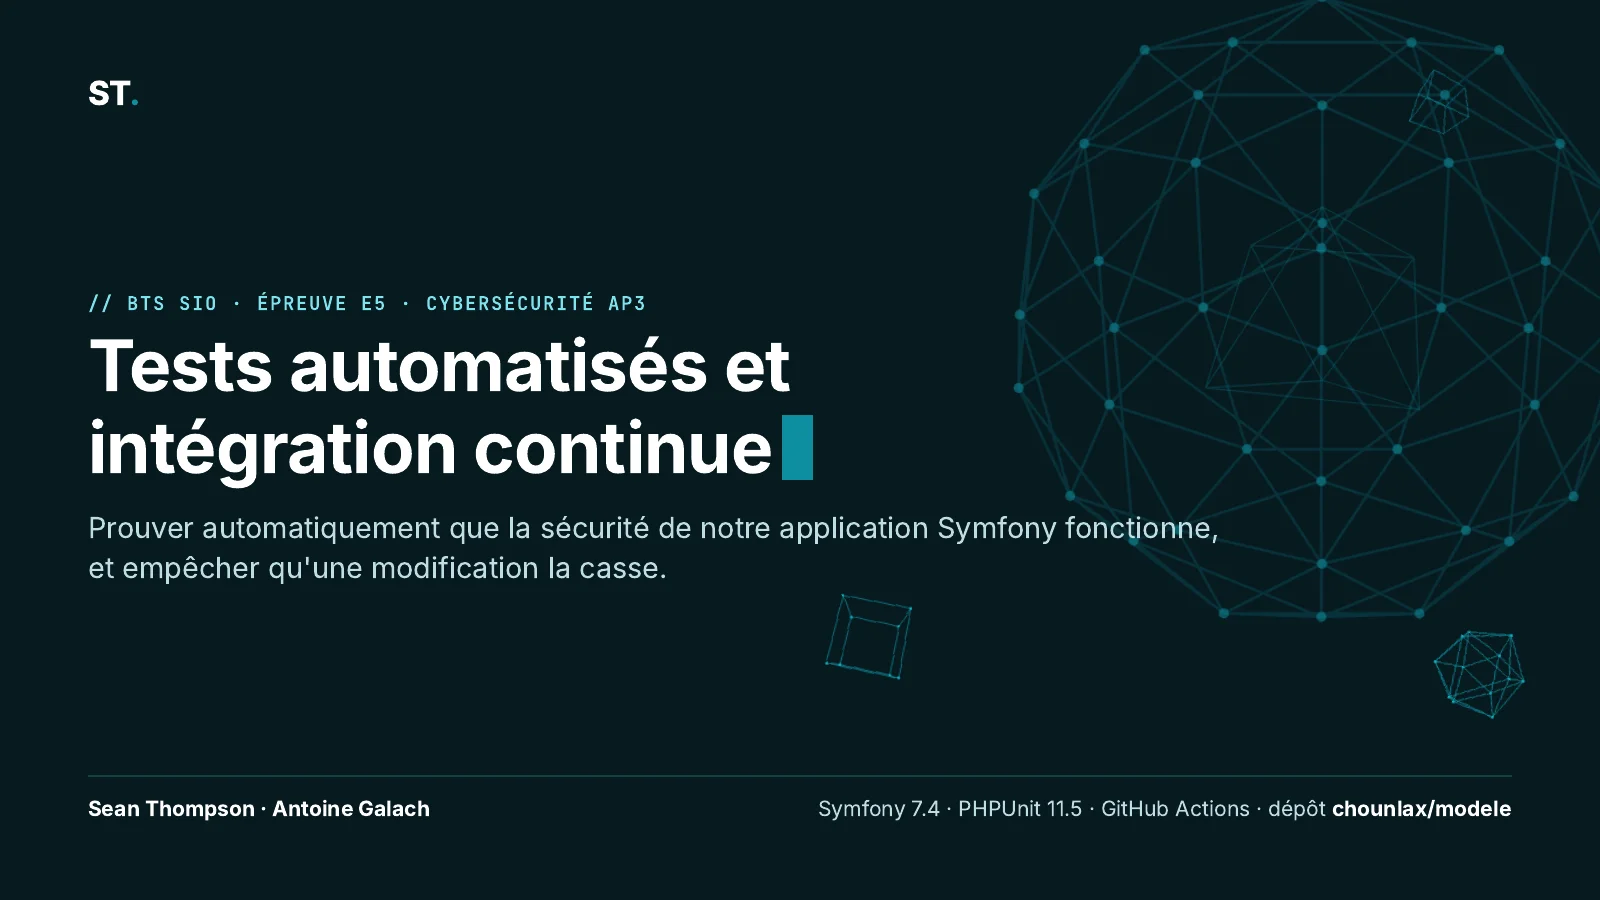 ST.
// BTS SIO · ÉPREUVE E5 · CYBERSÉCURITÉ AP3
Tests automatisés et
intégration continue
Prouver automatiquement que la sécurité de notre application Symfony fonctionne,
et empêcher qu'une modification la casse.
Sean Thompson · Antoine Galach
Symfony 7.4 · PHPUnit 11.5 · GitHub Actions · dépôt chounlax/modele